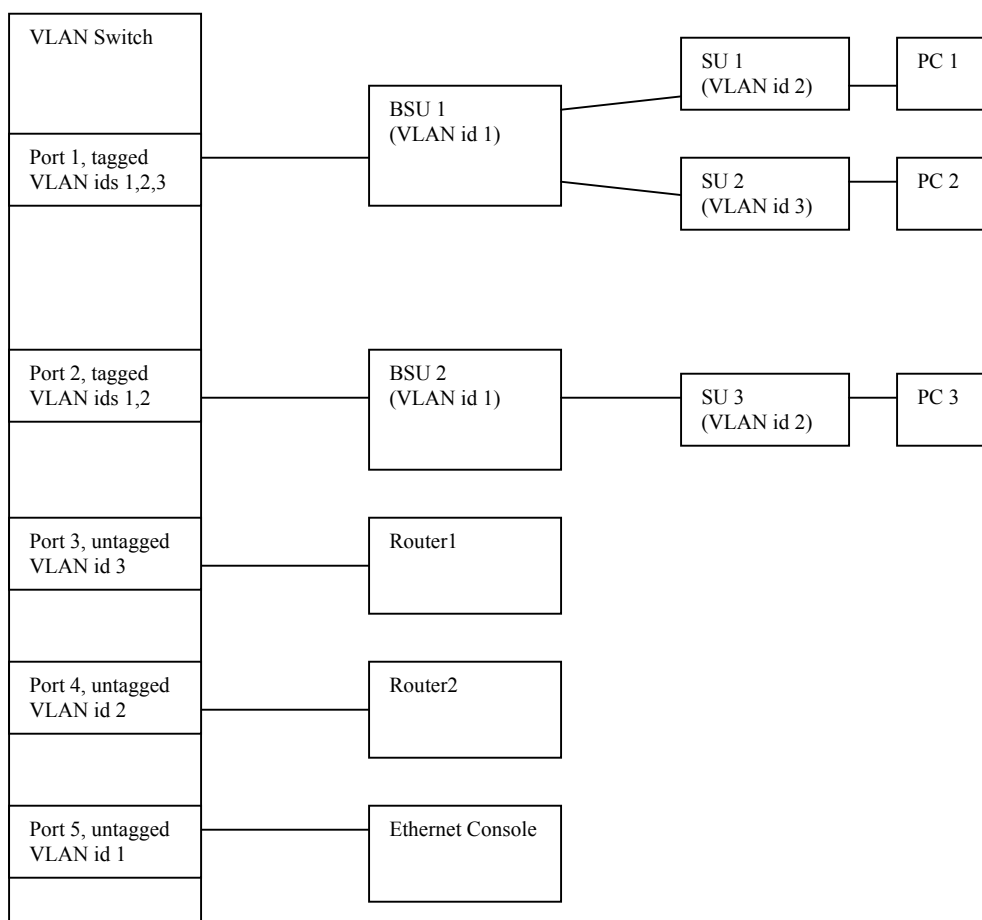 VLAN Switch
Port 1, tagged
VLAN ids 1,2,3
BSU 1
(VLAN id 1)
SU 1
(VLAN id 2)
PC 1
SU 2
(VLAN id 3)
PC 2
Port 2, tagged
VLAN ids 1,2
BSU 2
(VLAN id 1)
SU 3
(VLAN id 2)
PC 3
Port 3, untagged
VLAN id 3
Router1
Port 4, untagged
VLAN id 2
Router2
Port 5, untagged
VLAN id 1
Ethernet Console